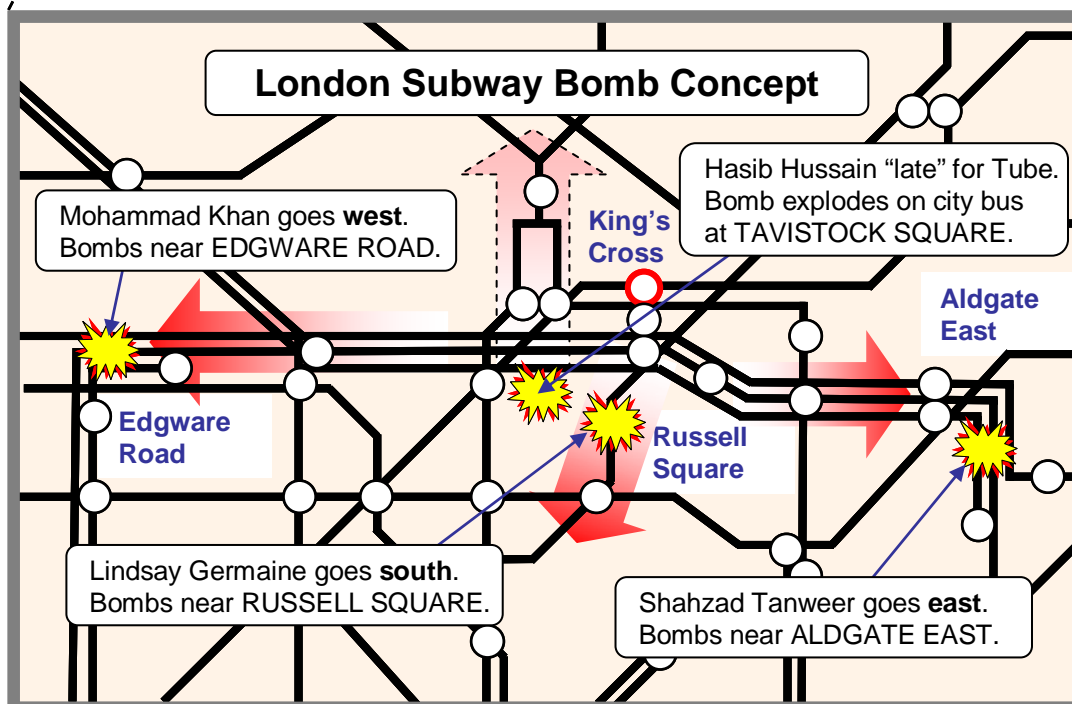 London Subway Bomb Concept
Hasib Hussain “late” for Tube.
Bomb explodes on city bus
at TAVISTOCK SQUARE.
Mohammad Khan goes west.
Bombs near EDGWARE ROAD.
King’s
Cross
Aldgate
East
Edgware
Road
Russell
Square
Lindsay Germaine goes south.
Bombs near RUSSELL SQUARE.
Shahzad Tanweer goes east.
Bombs near ALDGATE EAST.